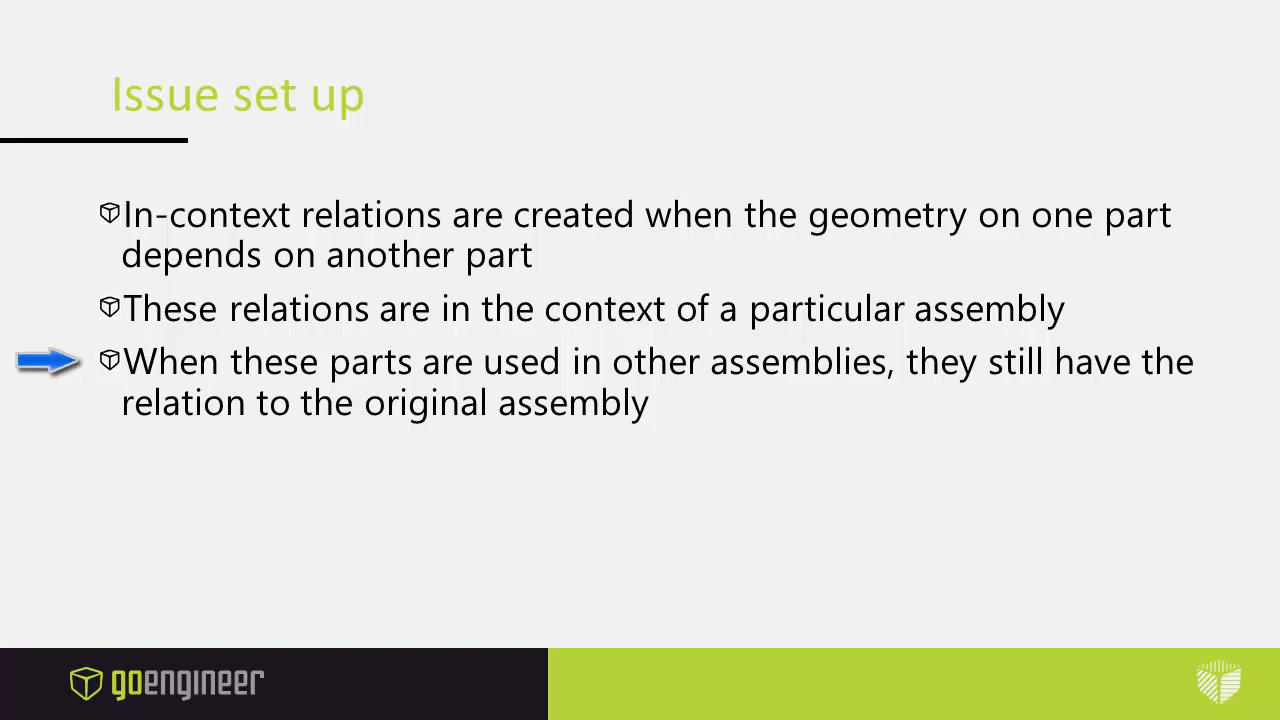 Issue set up
In-context relations are created when the geometry on one part
depends on another part
These relations are in the context of a particular assembly
When these parts are used in other assemblies, they still have the
relation to the original assembly
goengineer